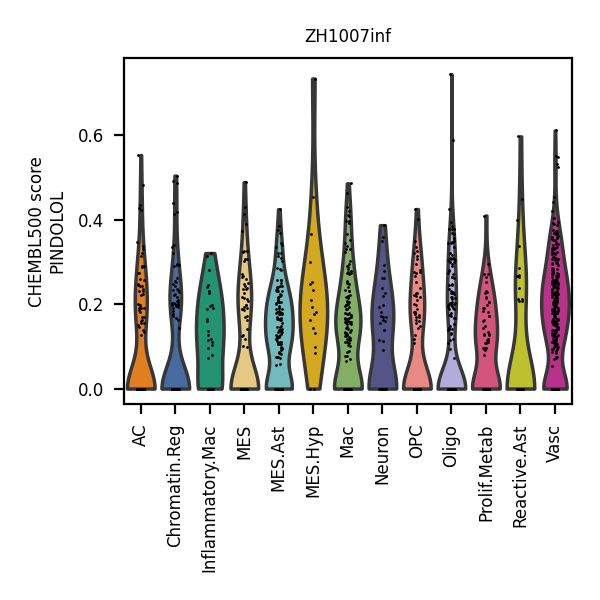 ZH1007inf
CHEMBL500 score
PINDOLOL
0.6
0.4
0.2
0.0
AC
Chromatin.Reg
Inflammatory.Mac
MES
MES.Ast
MES.Hyp
Mac
Neuron
OPC
Oligo
Prolif.Metab
Reactive.Ast
Vasc